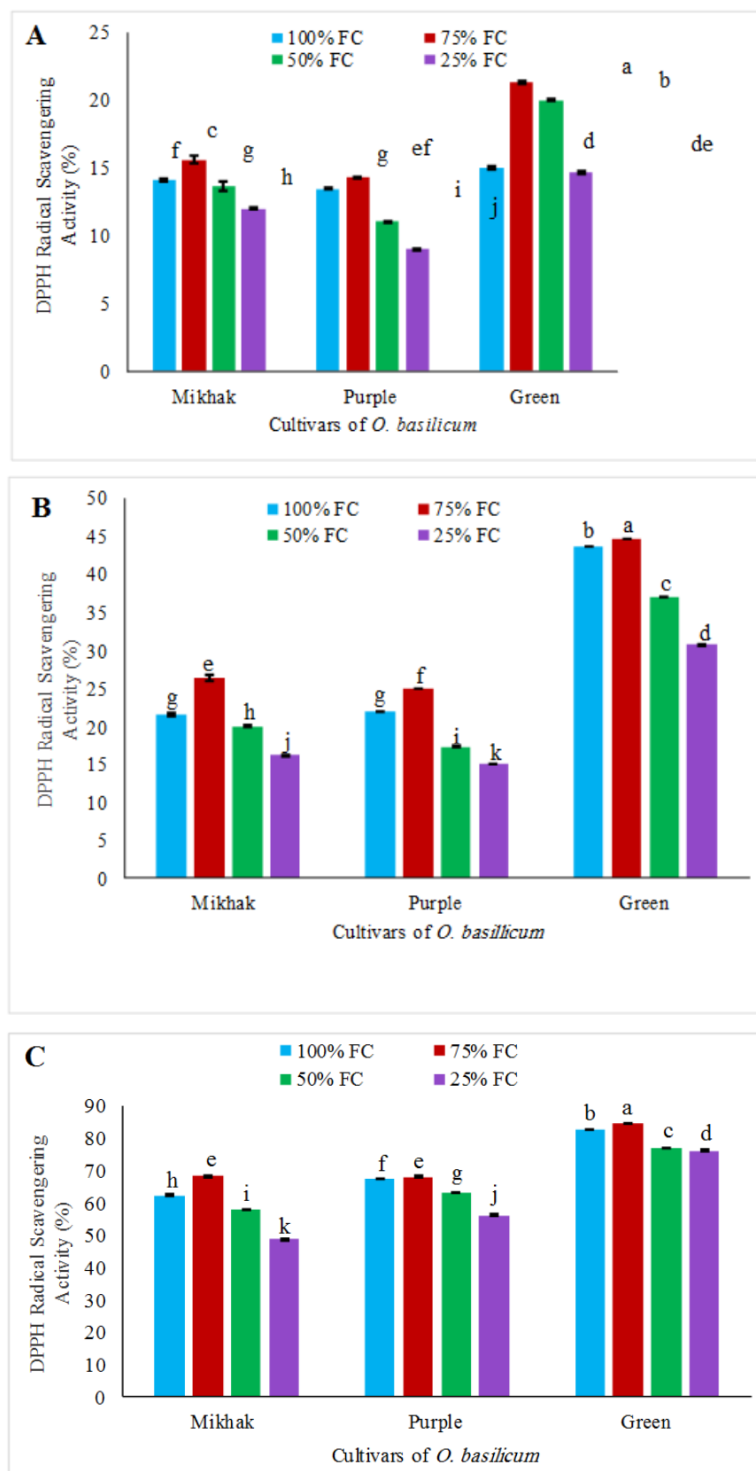 A
100% FC 75% FC
50% FC 25% FC
DPPH Radical Scavengering
Activity (%)
25
20
15
10
5
0
f c g h g ef i j d a b de
Mikhak Purple Green
Cultivars of O. basilicum
B
100% FC 75% FC
50% FC 25% FC
DPPH Radical Scavengering
Activity (%)
50
45
40
35
30
25
20
15
10
5
0
g e h j g f i k b a c d
Mikhak Purple Green
Cultivars of O. basillicum
C
100% FC 75% FC
50% FC 25% FC
DPPH Radical Scavengering
Activity (%)
90
80
70
60
50
40
30
20
10
0
h e i k f e g j b a c d
Mikhak Purple Green
Cultivars of O. basilicum